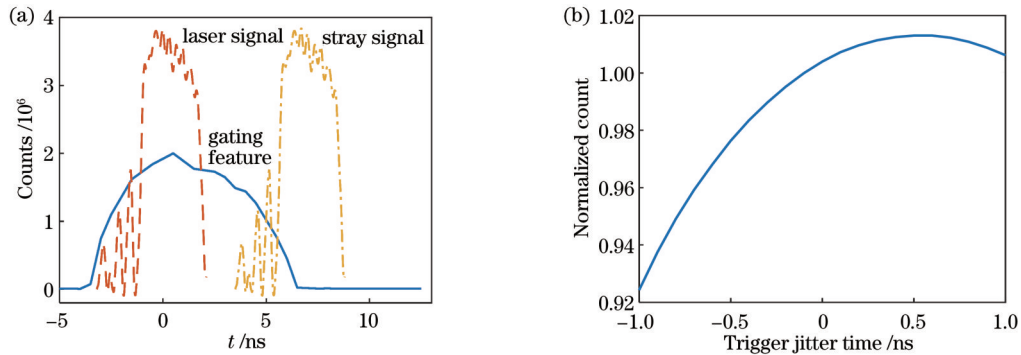 (a)
4
3
2
1
0
Counts /10⁶
laser signal
stray signal
gating
feature
-5
0
5
10
t /ns
(b)
1.02
1.00
0.98
0.96
0.94
0.92
Normalized count
-1.0
-0.5
0
0.5
1.0
Trigger jitter time /ns